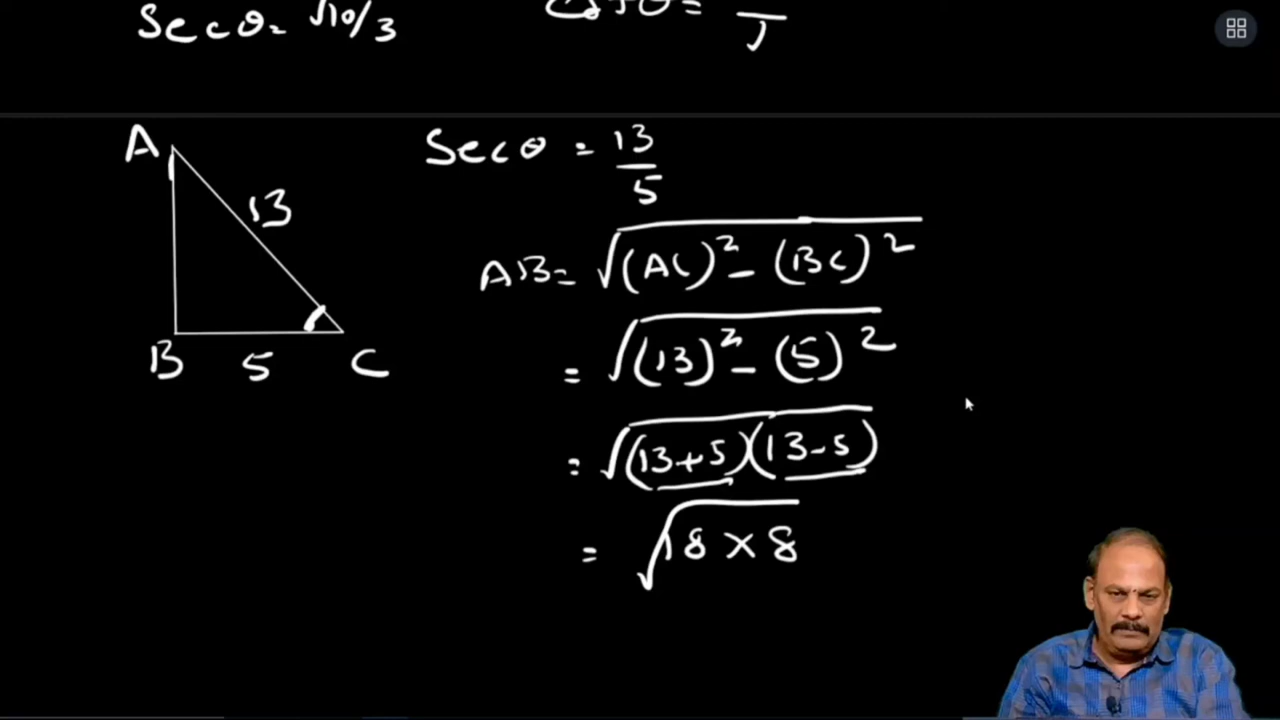 Secθ = √10/3
A
13
B 5 C
Secθ = 13/5
AB = √(AC)² - (BC)²
= √(13)² - (5)²
= √(13+5)(13-5)
= √18 × 8